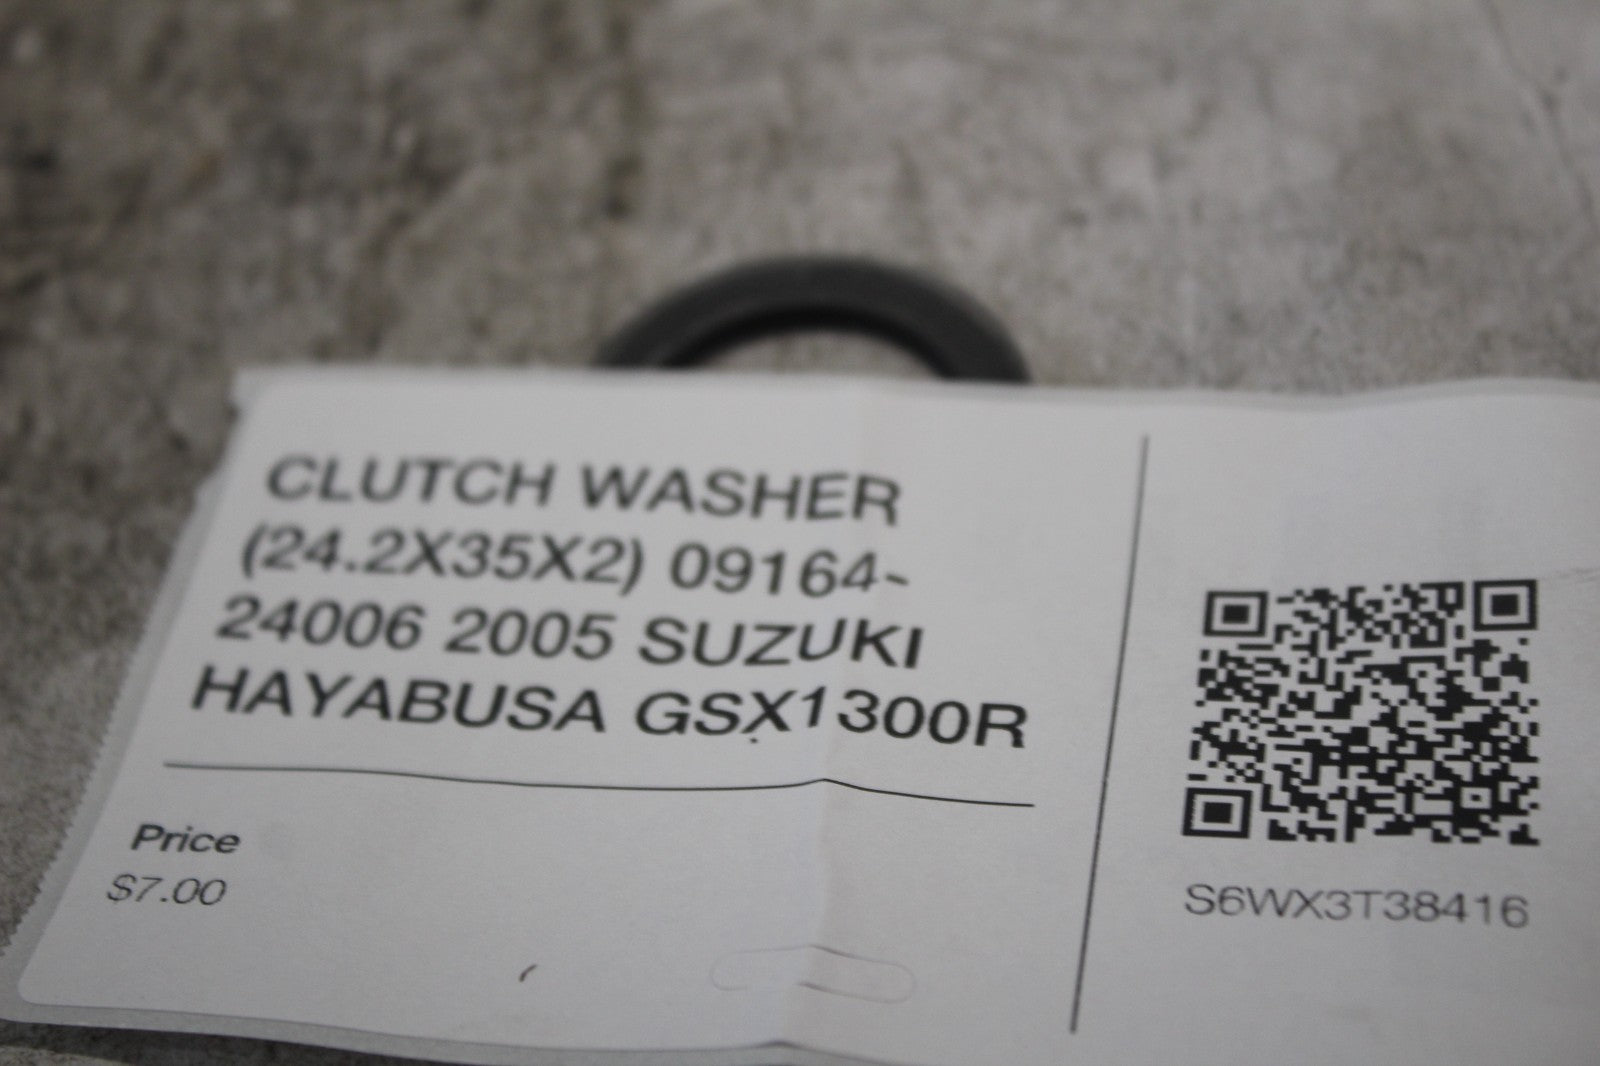 CLUTCH WASHER
(24.2X35X2) 09164-
24006 2005 SUZUKI
HAYABUSA GSX1300R
Price
$7.00
S6WX3T38416